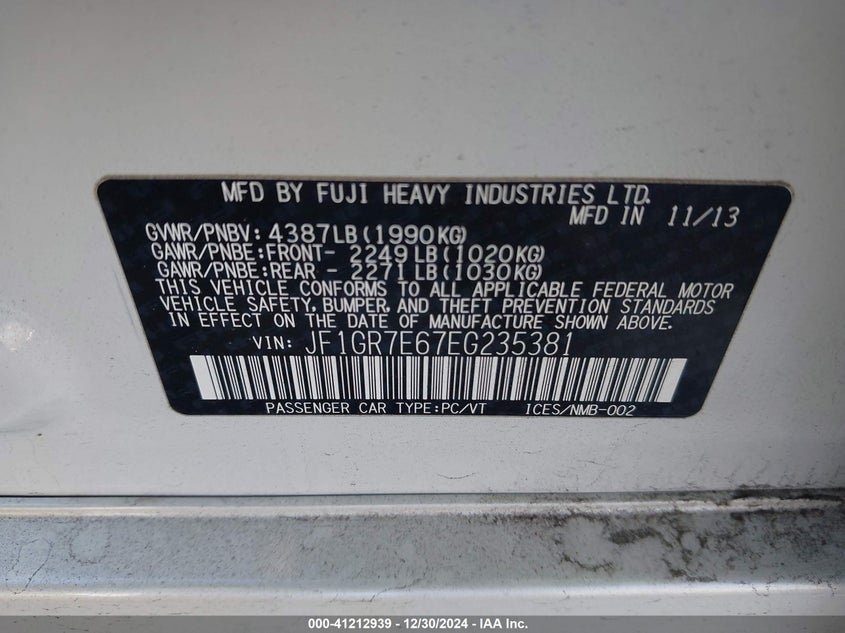 MFD BY FUJI HEAVY INDUSTRIES LTD.
MFD IN 11/13
GVWR/PNBV: 4387LB(1990KG)
GAWR/PNBE:FRONT- 2249LB(1020KG)
GAWR/PNBE:REAR - 2271LB(1030KG)
THIS VEHICLE CONFORMS TO ALL APPLICABLE FEDERAL MOTOR
VEHICLE SAFETY, BUMPER, AND THEFT PREVENTION STANDARDS
IN EFFECT ON THE DATE OF MANUFACTURE SHOWN ABOVE.
VIN: JF1GR7E67EG235381
PASSENGER CAR TYPE:PC/VT ICES/NMB-002
000-41212939 - 12/30/2024 - IAA Inc.